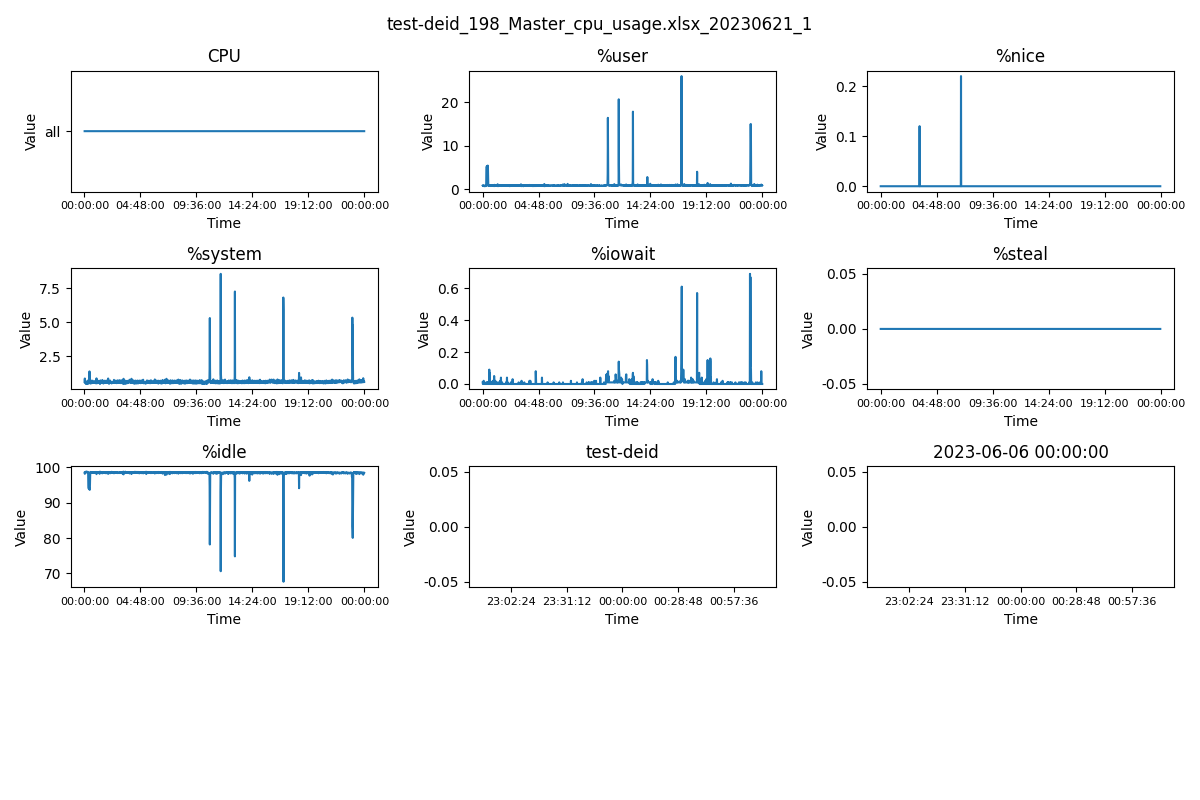 test-deid_198_Master_cpu_usage.xlsx_20230621_1
CPU
Value
all
00:00:00 04:48:00 09:36:00 14:24:00 19:12:00 00:00:00
Time
%user
Value
20
10
0
00:00:00 04:48:00 09:36:00 14:24:00 19:12:00 00:00:00
Time
%nice
Value
0.2
0.1
0.0
00:00:00 04:48:00 09:36:00 14:24:00 19:12:00 00:00:00
Time
%system
Value
7.5
5.0
2.5
00:00:00 04:48:00 09:36:00 14:24:00 19:12:00 00:00:00
Time
%iowait
Value
0.6
0.4
0.2
0.0
00:00:00 04:48:00 09:36:00 14:24:00 19:12:00 00:00:00
Time
%steal
Value
0.05
0.00
-0.05
00:00:00 04:48:00 09:36:00 14:24:00 19:12:00 00:00:00
Time
%idle
Value
100
90
80
70
00:00:00 04:48:00 09:36:00 14:24:00 19:12:00 00:00:00
Time
test-deid
Value
0.05
0.00
-0.05
23:02:24 23:31:12 00:00:00 00:28:48 00:57:36
Time
2023-06-06 00:00:00
Value
0.05
0.00
-0.05
23:02:24 23:31:12 00:00:00 00:28:48 00:57:36
Time